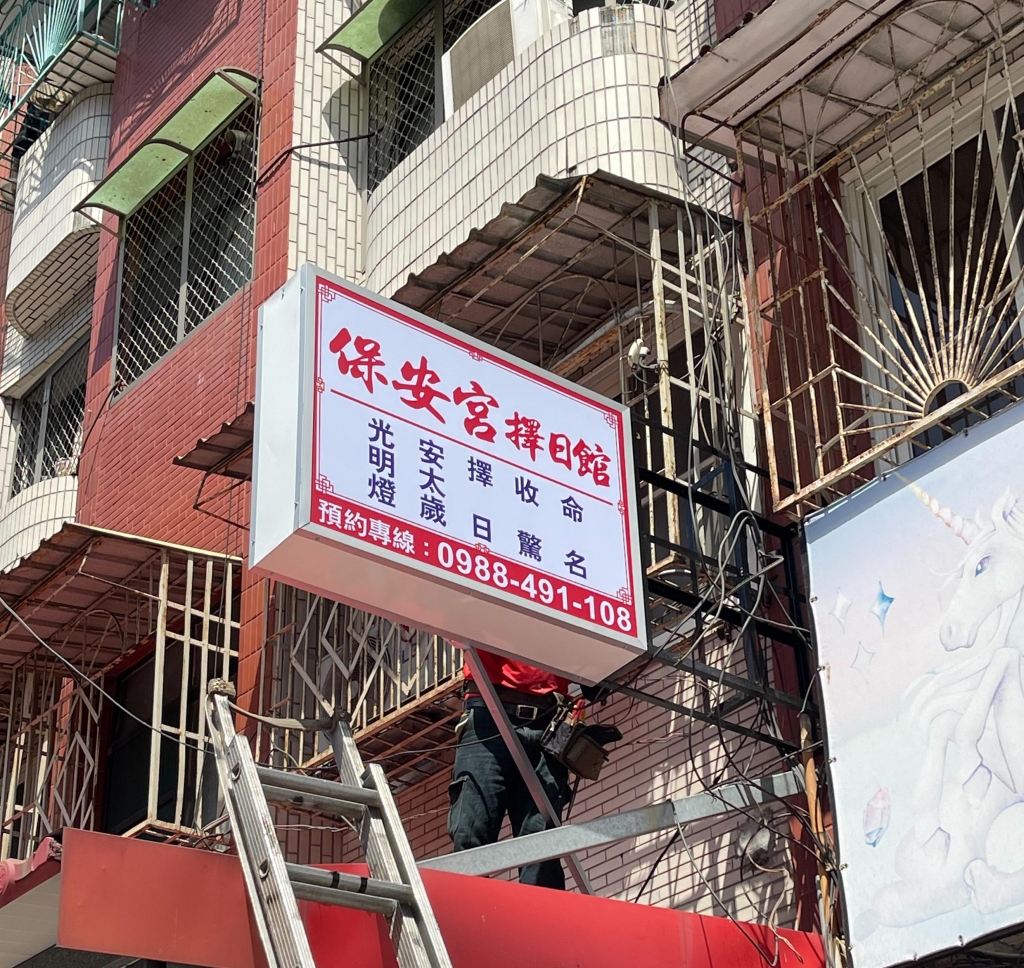 保安宮擇日館
光明燈
安太歲
擇日
收驚
命名
預約專線：0988-491-108